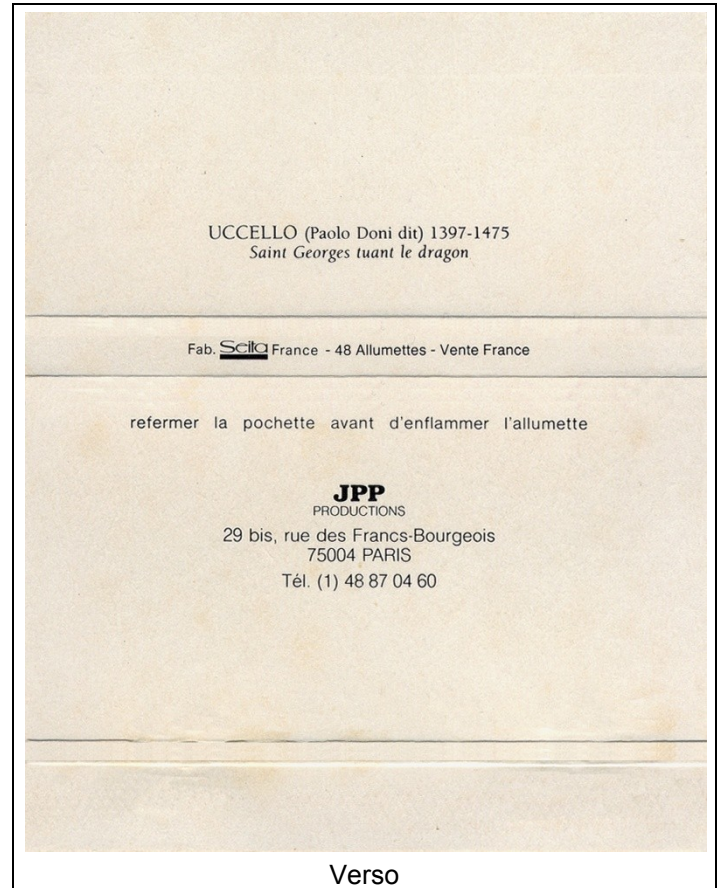 UCCELLO (Paolo Doni dit) 1397-1475
Saint Georges tuant le dragon
Fab. Seita France - 48 Allumettes - Vente France
refermer la pochette avant d'enflammer l'allumette
JPP
PRODUCTIONS
29 bis, rue des Francs-Bourgeois
75004 PARIS
Tél. (1) 48 87 04 60
Verso